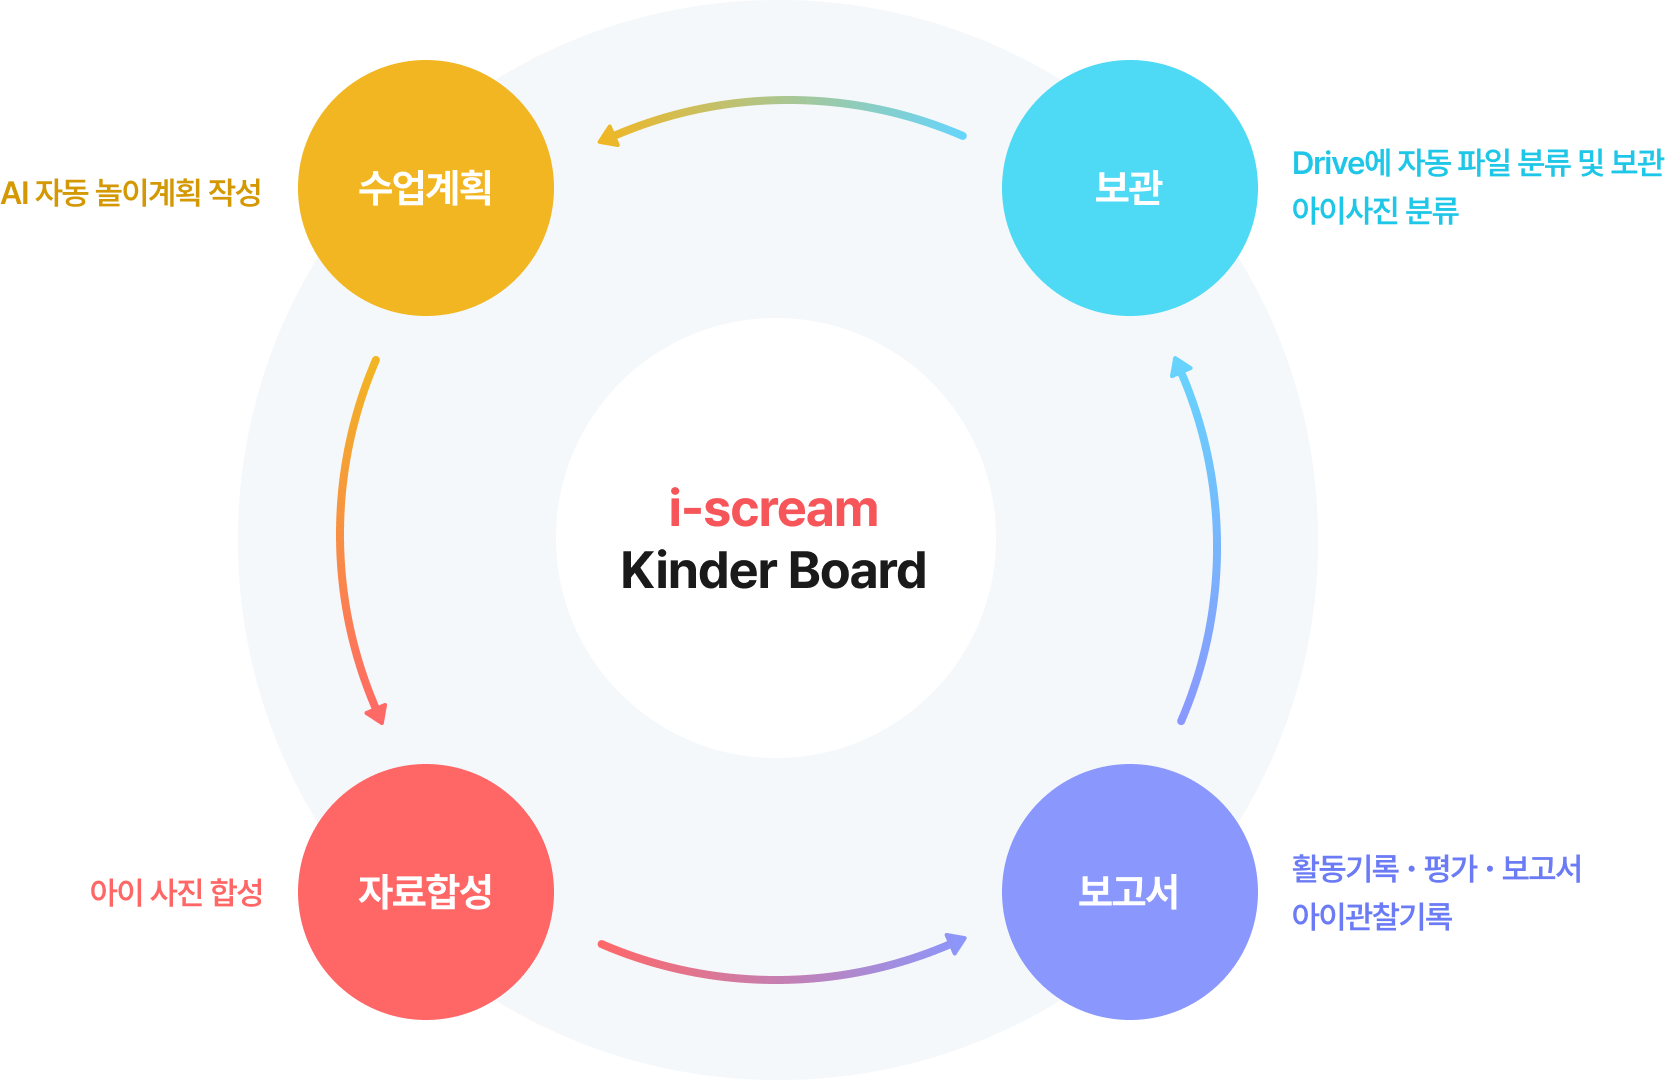 AI 자동 놀이계획 작성
수업계획
보관
Drive에 자동 파일 분류 및 보관
아이사진 분류
i-scream
Kinder Board
아이 사진 합성
자료합성
보고서
활동기록 · 평가 · 보고서
아이관찰기록